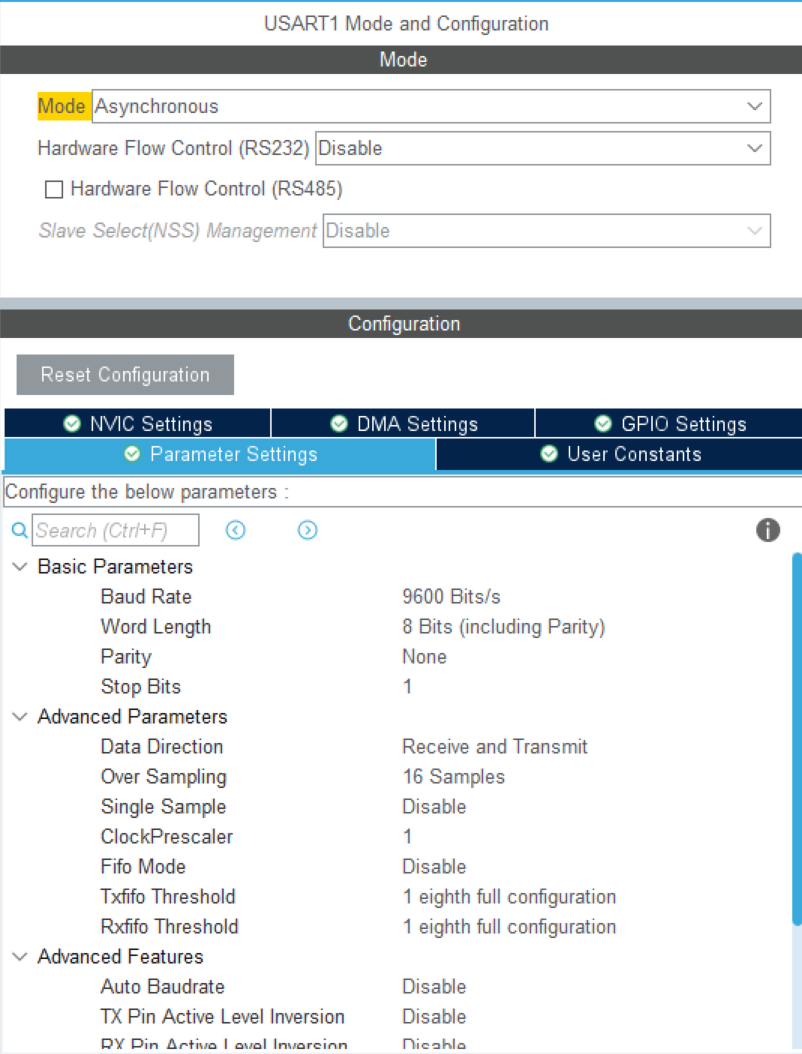 USART1 Mode and Configuration
Mode
Mode Asynchronous
Hardware Flow Control (RS232) Disable
Hardware Flow Control (RS485)
Slave Select(NSS) Management Disable
Configuration
Reset Configuration
NVIC Settings DMA Settings GPIO Settings
Parameter Settings User Constants
Configure the below parameters :
Search (Ctrl+F)
Basic Parameters
Baud Rate 9600 Bits/s
Word Length 8 Bits (including Parity)
Parity None
Stop Bits 1
Advanced Parameters
Data Direction Receive and Transmit
Over Sampling 16 Samples
Single Sample Disable
ClockPrescaler 1
Fifo Mode Disable
Txfifo Threshold 1 eighth full configuration
Rxfifo Threshold 1 eighth full configuration
Advanced Features
Auto Baudrate Disable
TX Pin Active Level Inversion Disable
RX Pin Active Level Inversion Disable